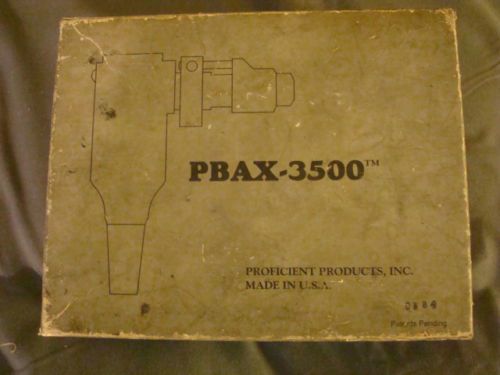 PBAX-3500™
PROFICIENT PRODUCTS, INC.
MADE IN U.S.A.
Patents Pending